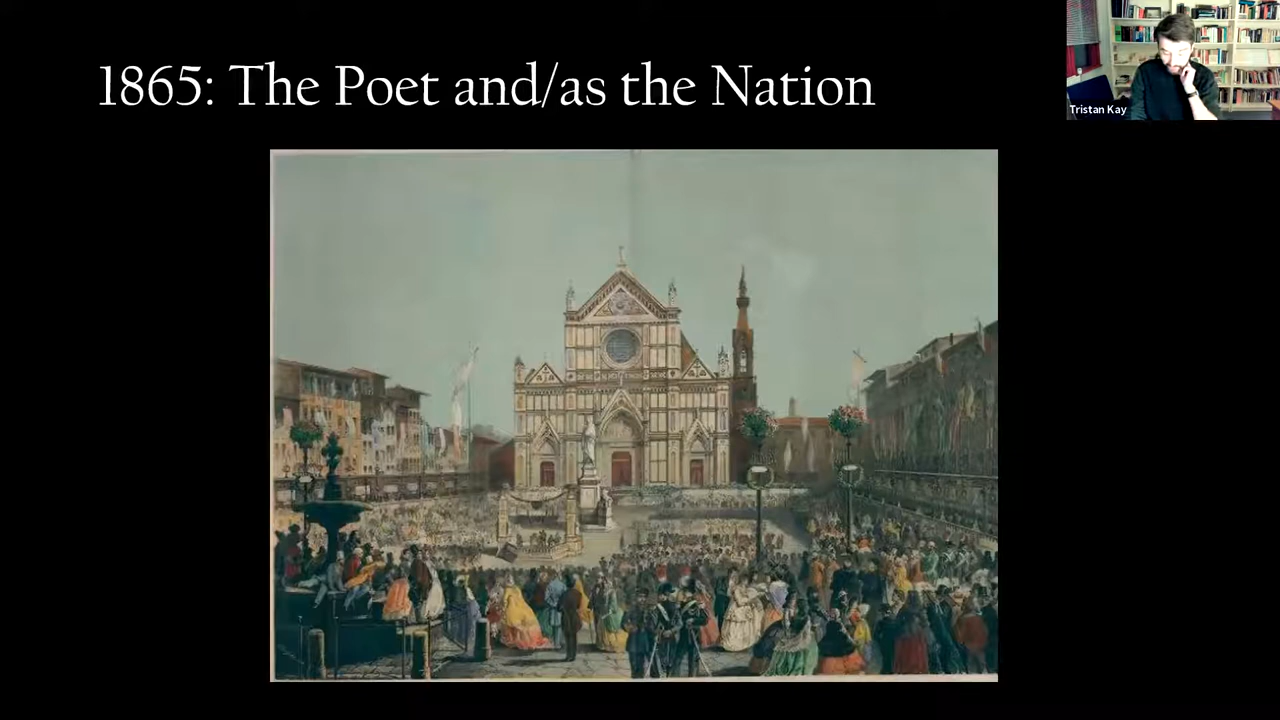 1865: The Poet and/as the Nation
Tristan Kay